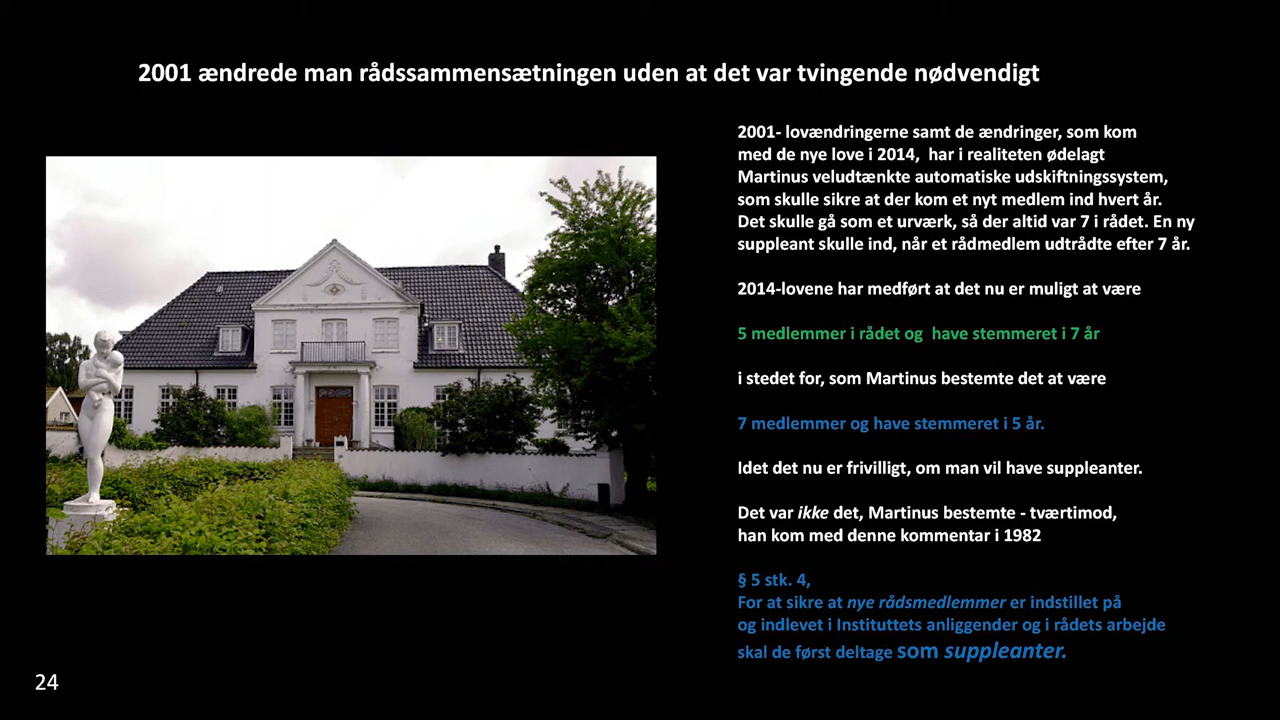 2001 ændrede man rådssammensætningen uden at det var tvingende nødvendigt
2001- lovændringerne samt de ændringer, som kom
med de nye love i 2014,  har i realiteten ødelagt
Martinus veludtænkte automatiske udskiftningssystem,
som skulle sikre at der kom et nyt medlem ind hvert år.
Det skulle gå som et urværk, så der altid var 7 i rådet. En ny
suppleant skulle ind, når et rådmedlem udtrådte efter 7 år.
2014-lovene har medført at det nu er muligt at være
5 medlemmer i rådet og  have stemmeret i 7 år
i stedet for, som Martinus bestemte det at være
7 medlemmer og have stemmeret i 5 år.
Idet det nu er frivilligt, om man vil have suppleanter.
Det var ikke det, Martinus bestemte - tværtimod,
han kom med denne kommentar i 1982
§ 5 stk. 4,
For at sikre at nye rådsmedlemmer er indstillet på
og indlevet i Instituttets anliggender og i rådets arbejde
skal de først deltage som suppleanter.
24